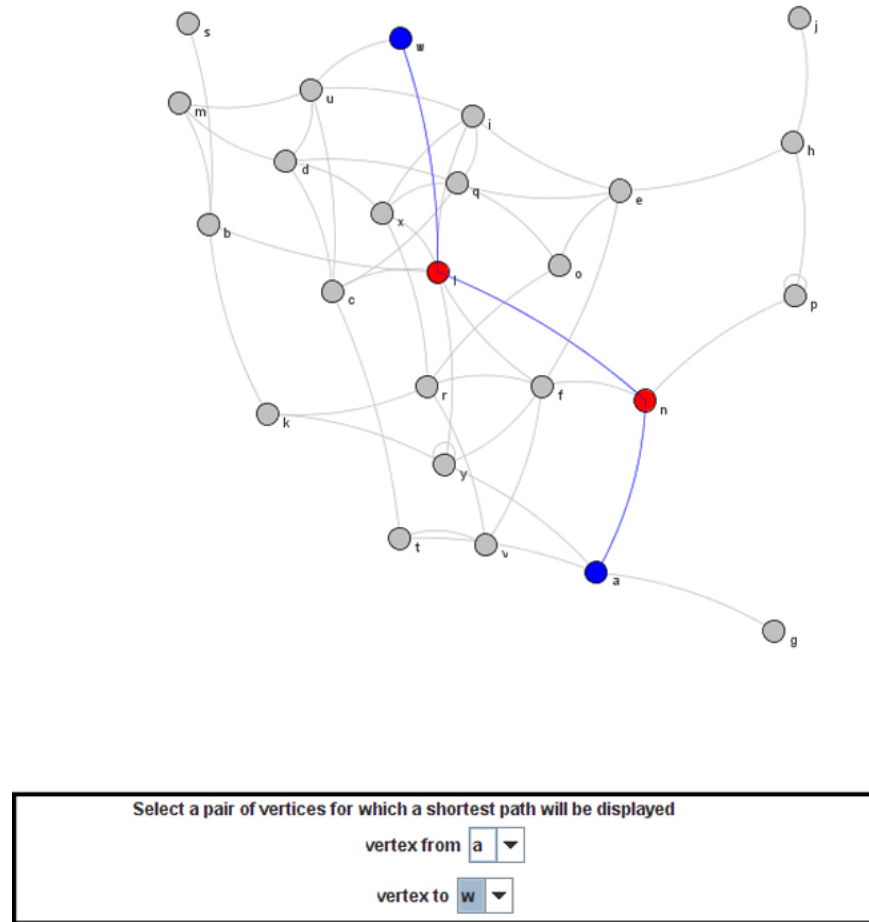 s
w
j
u
m
i
h
d
q
e
x
b
o
l
c
p
r
f
n
k
y
t
v
a
g
Select a pair of vertices for which a shortest path will be displayed
vertex from a
vertex to w